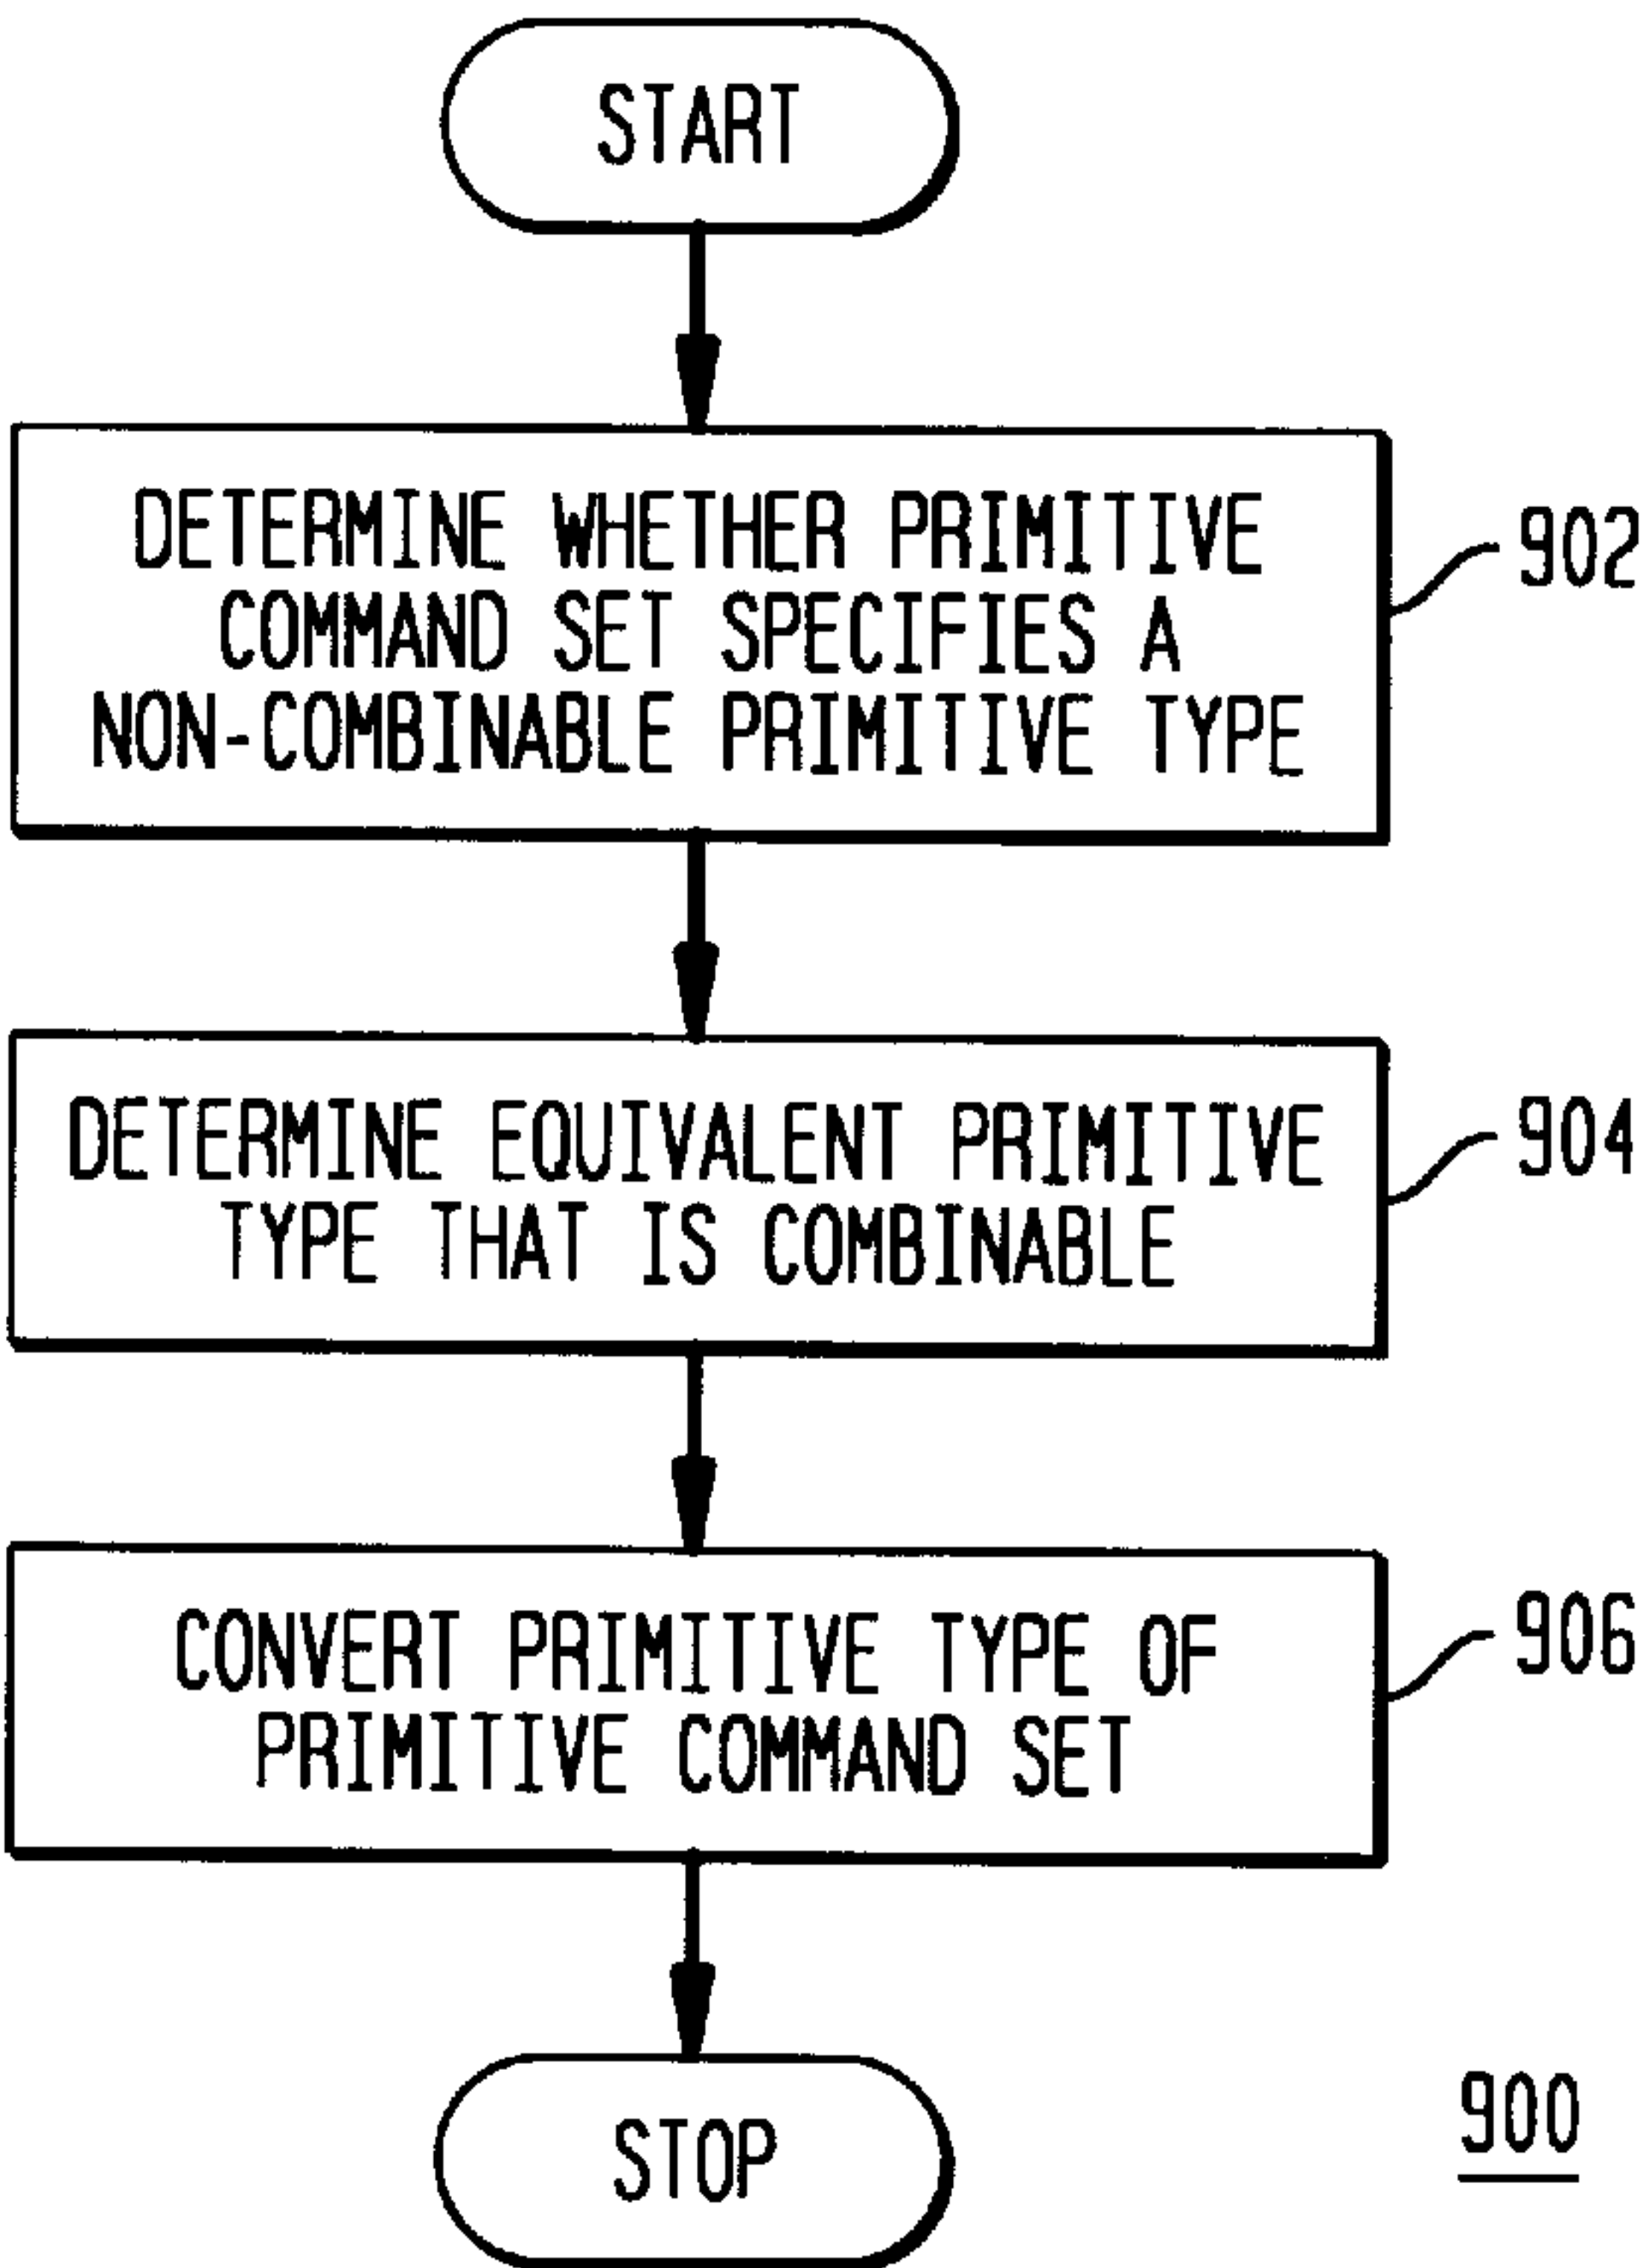 START
DETERMINE WHETHER PRIMITIVE
COMMAND SET SPECIFIES A
NON-COMBINABLE PRIMITIVE TYPE
902
DETERMINE EQUIVALENT PRIMITIVE
TYPE THAT IS COMBINABLE
904
CONVERT PRIMITIVE TYPE OF
PRIMITIVE COMMAND SET
906
STOP
900